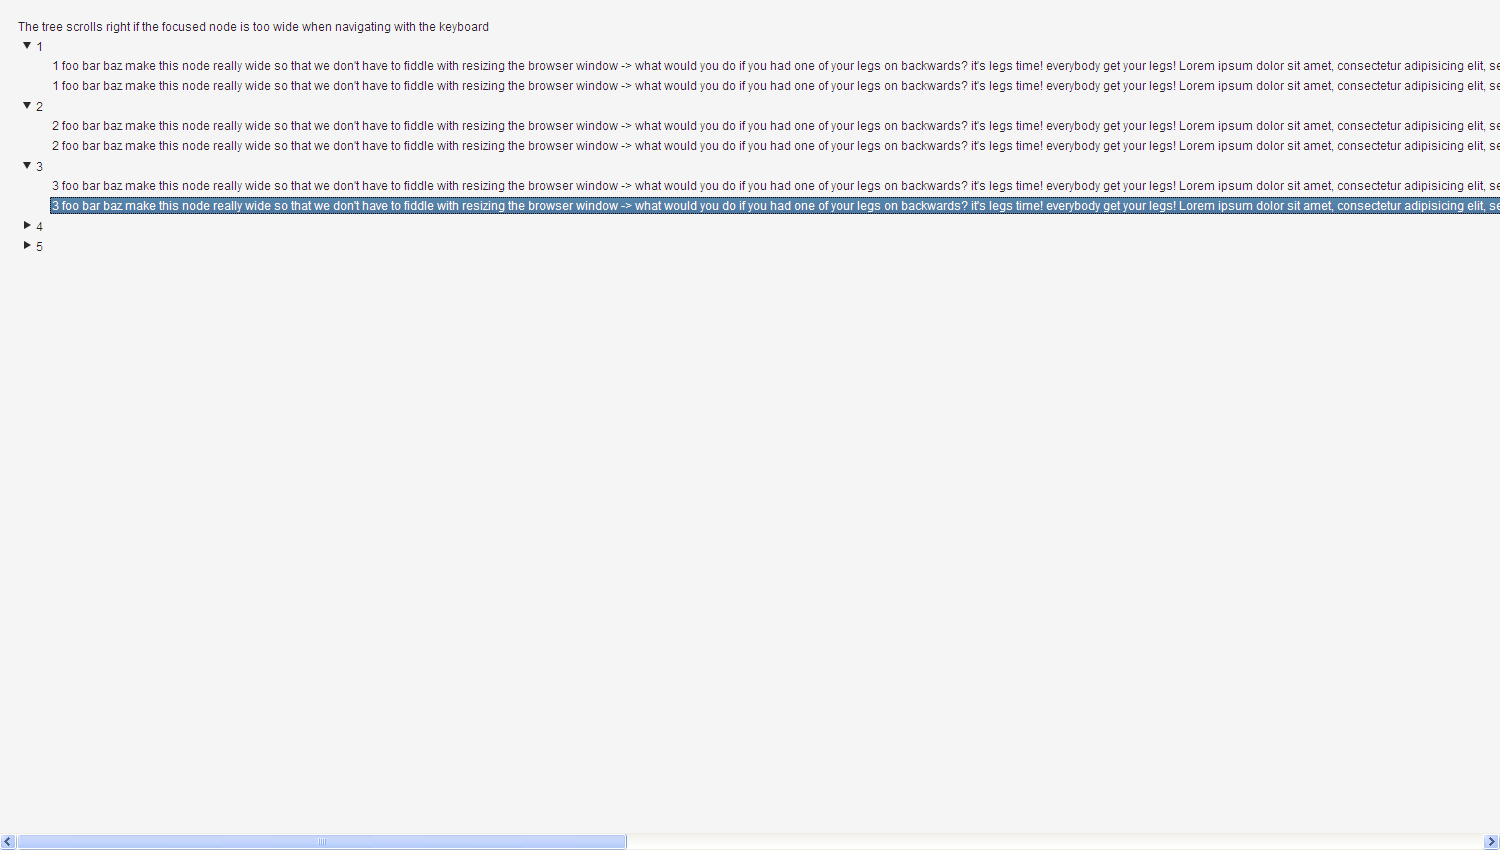 The tree scrolls right if the focused node is too wide when navigating with the keyboard
1
1 foo bar baz make this node really wide so that we don't have to fiddle with resizing the browser window -> what would you do if you had one of your legs on backwards? it's legs time! everybody get your legs! Lorem ipsum dolor sit amet, consectetur adipisicing elit, se
1 foo bar baz make this node really wide so that we don't have to fiddle with resizing the browser window -> what would you do if you had one of your legs on backwards? it's legs time! everybody get your legs! Lorem ipsum dolor sit amet, consectetur adipisicing elit, se
2
2 foo bar baz make this node really wide so that we don't have to fiddle with resizing the browser window -> what would you do if you had one of your legs on backwards? it's legs time! everybody get your legs! Lorem ipsum dolor sit amet, consectetur adipisicing elit, se
2 foo bar baz make this node really wide so that we don't have to fiddle with resizing the browser window -> what would you do if you had one of your legs on backwards? it's legs time! everybody get your legs! Lorem ipsum dolor sit amet, consectetur adipisicing elit, se
3
3 foo bar baz make this node really wide so that we don't have to fiddle with resizing the browser window -> what would you do if you had one of your legs on backwards? it's legs time! everybody get your legs! Lorem ipsum dolor sit amet, consectetur adipisicing elit, se
3 foo bar baz make this node really wide so that we don't have to fiddle with resizing the browser window -> what would you do if you had one of your legs on backwards? it's legs time! everybody get your legs! Lorem ipsum dolor sit amet, consectetur adipisicing elit, se
4
5